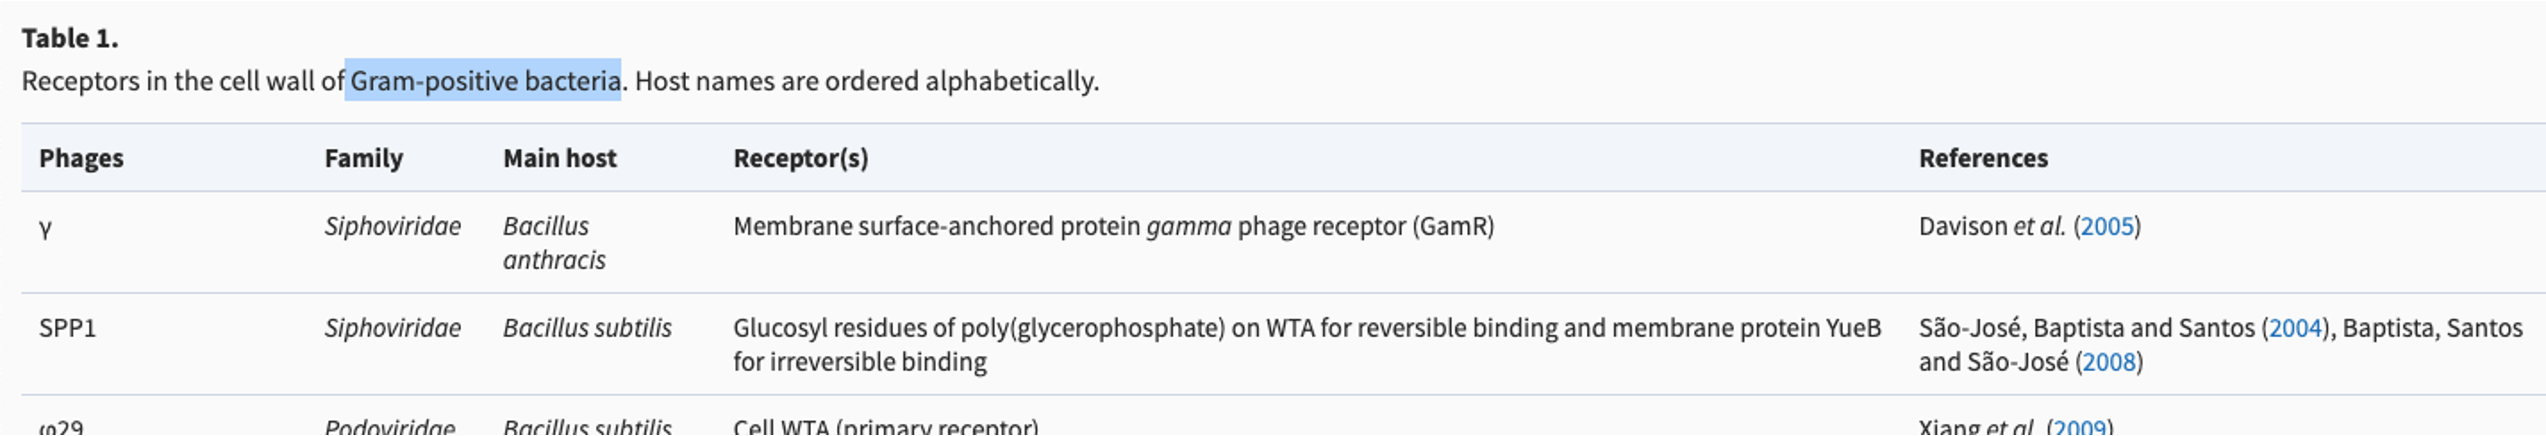 Table 1.
Receptors in the cell wall of Gram-positive bacteria. Host names are ordered alphabetically.
Phages Family Main host Receptor(s) References
γ Siphoviridae Bacillus anthracis Membrane surface-anchored protein gamma phage receptor (GamR) Davison et al. (2005)
SPP1 Siphoviridae Bacillus subtilis Glucosyl residues of poly(glycerophosphate) on WTA for reversible binding and membrane protein YueB for irreversible binding São-José, Baptista and Santos (2004), Baptista, Santos and São-José (2008)
φ29 Podoviridae Bacillus subtilis Cell WTA (primary receptor) Xiang et al. (2009)